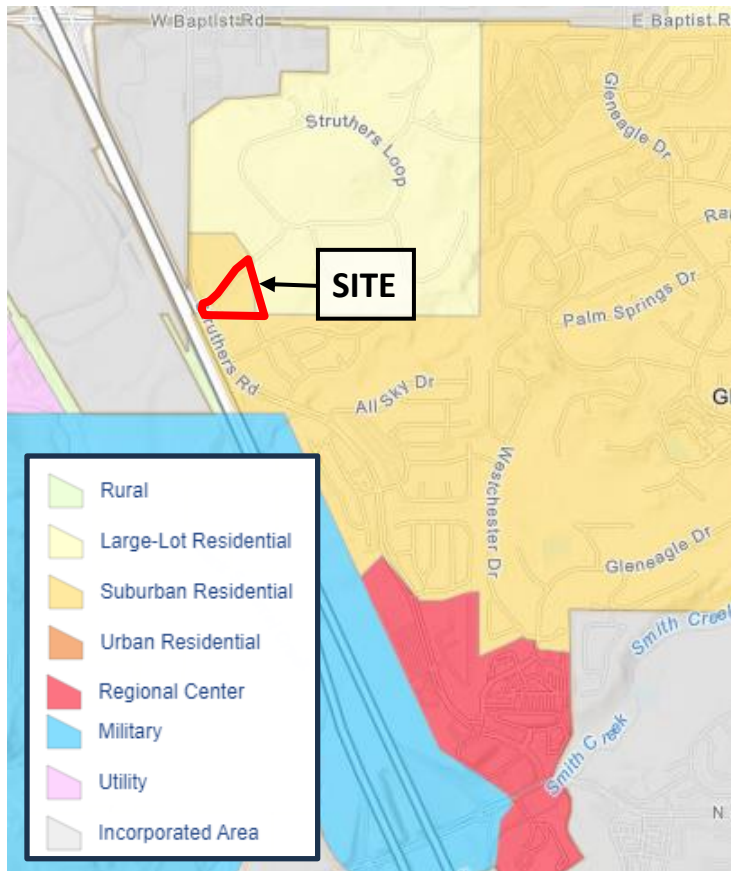 W Baptist Rd
E Baptist R
Struthers Loop
Gleneagle Dr
Ra
SITE
Palm Springs Dr
Struthers Rd
All Sky Dr
Gl
Westchester Dr
Gleneagle Dr
Smith Creek
Smith Creek
N
Rural
Large-Lot Residential
Suburban Residential
Urban Residential
Regional Center
Military
Utility
Incorporated Area